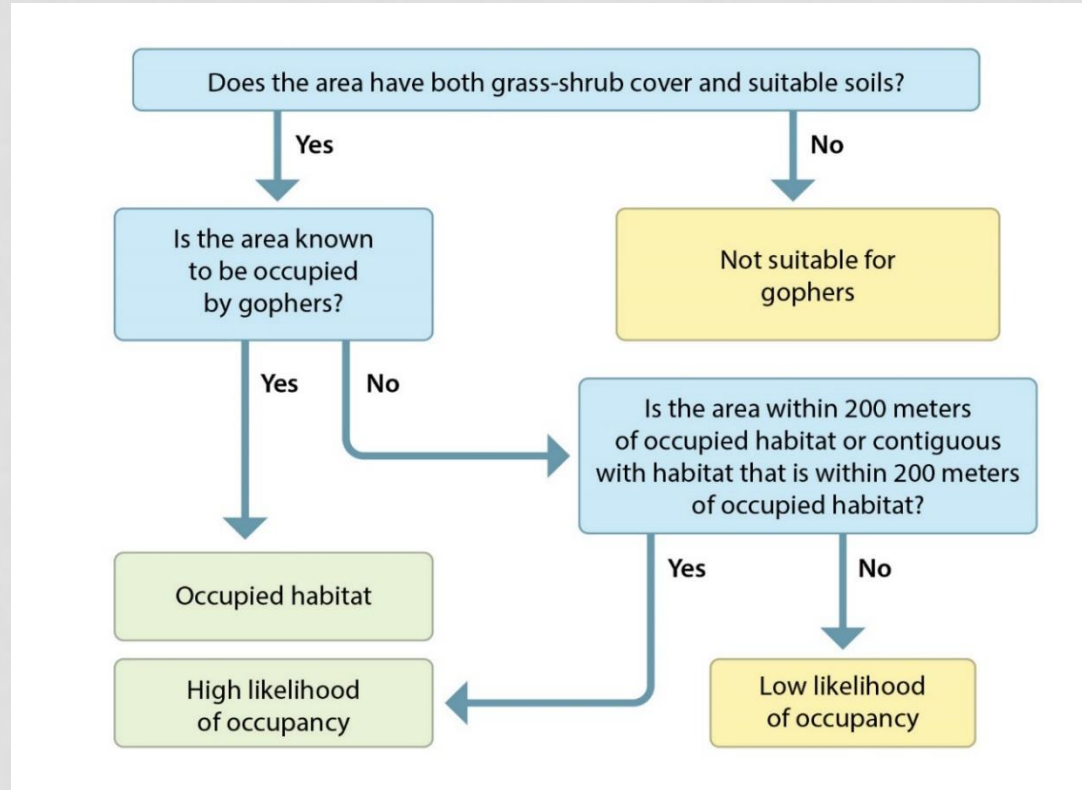 Does the area have both grass-shrub cover and suitable soils?
Yes
No
Is the area known
to be occupied
by gophers?
Not suitable for
gophers
Yes
No
Is the area within 200 meters
of occupied habitat or contiguous
with habitat that is within 200 meters
of occupied habitat?
Yes
No
Occupied habitat
High likelihood
of occupancy
Low likelihood
of occupancy